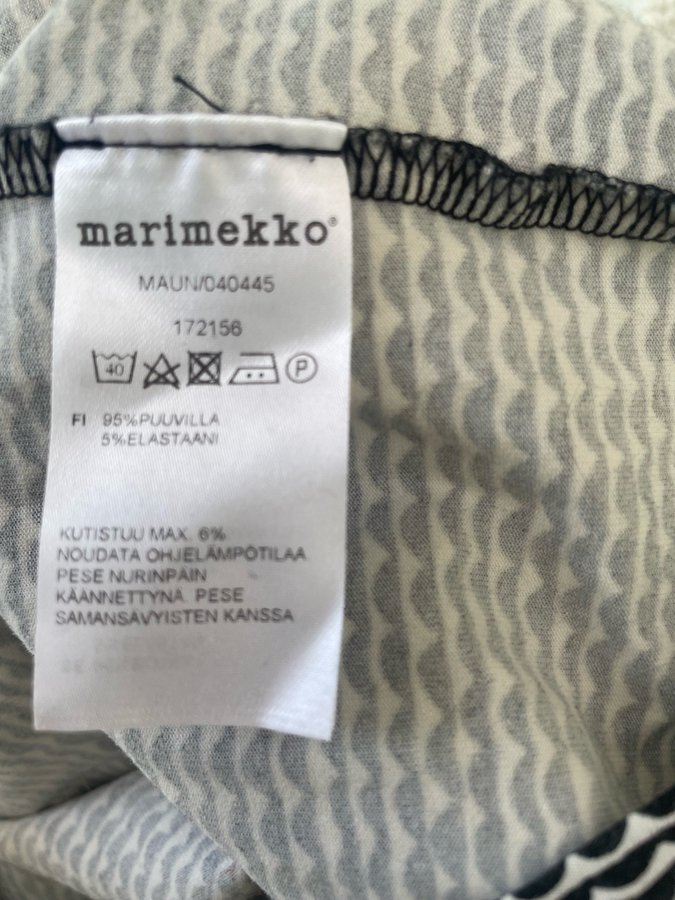 marimekko®
MAUN/040445
172156
40 P
FI 95%PUUVILLA
5%ELASTAANI
KUTISTUU MAX. 6%
NOUDATA OHJELÄMPÖTILAA
PESE NURINPÄIN
KÄÄNNETTYNÄ. PESE
SAMANSÄVYISTEN KANSSA